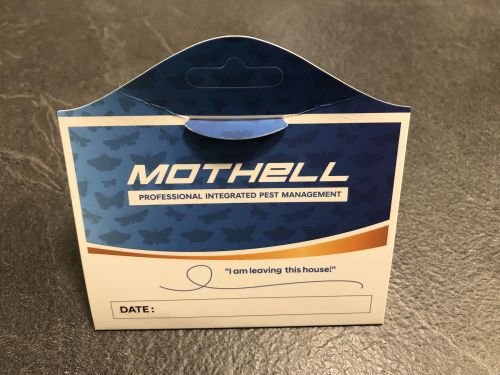 MOTHELL
PROFESSIONAL INTEGRATED PEST MANAGEMENT
"I am leaving this house!"
DATE: